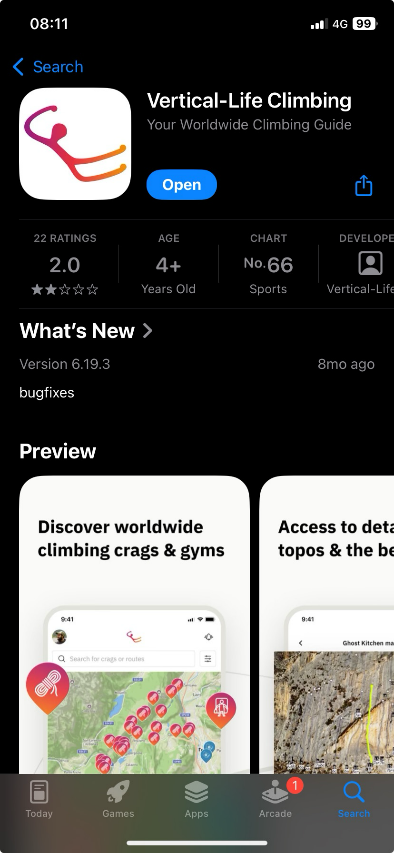 08:11
4G 99
Search
Vertical-Life Climbing
Your Worldwide Climbing Guide
Open
22 RATINGS
2.0
AGE
4+
Years Old
CHART
No.66
Sports
DEVELOPE
Vertical-Life
What's New
Version 6.19.3
8mo ago
bugfixes
Preview
Discover worldwide
climbing crags & gyms
9:41
Search for crags or routes
Access to deta
topos & the be
9:41
Ghost Kitchen ma
Today
Games
Apps
Arcade
1
Search